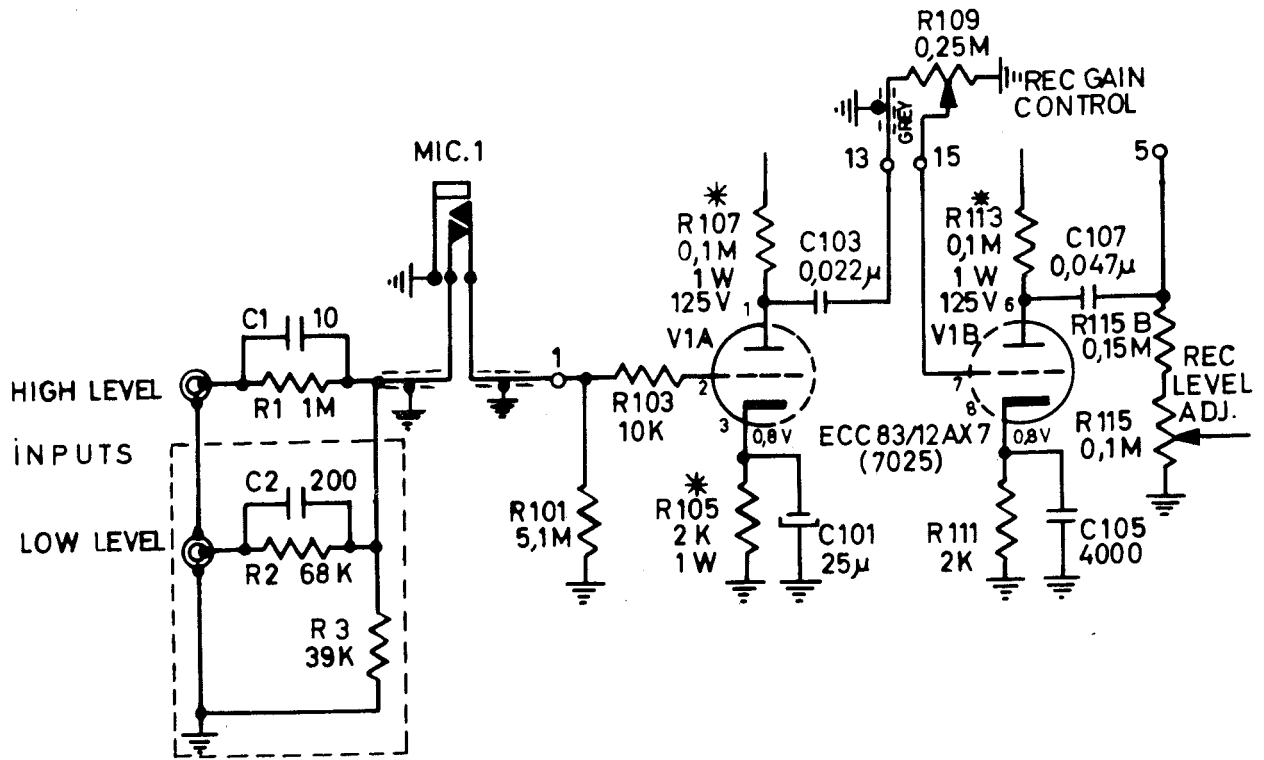 R109
0,25M
REC GAIN
CONTROL
GREY
13
15
5
MIC.1
R107
0,1M
1W
125V
C103
0,022µ
R113
0,1M
1W
125V
C107
0,047µ
1
6
V1A
V1B
R115 B
0,15M
REC
LEVEL
ADJ.
R115
0,1M
C1
10
HIGH LEVEL
R1
1M
INPUTS
1
R103
10K
2
3
0,8V
ECC 83/12AX7
(7025)
7
8
0,8V
C2
200
LOW LEVEL
R2
68K
R101
5,1M
R105
2K
1W
C101
25µ
R111
2K
C105
4000
R3
39K